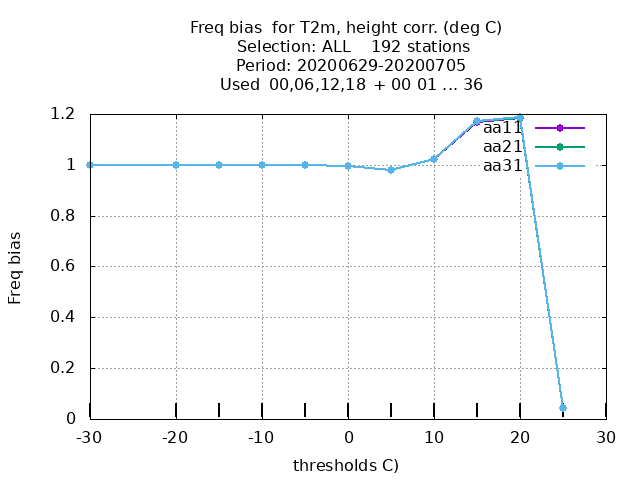 Freq bias  for T2m, height corr. (deg C)
Selection: ALL    192 stations
Period: 20200629-20200705
Used  00,06,12,18  + 00 01 ... 36
1.2
1
0.8
0.6
0.4
0.2
0
Freq bias
aa11
aa21
aa31
-30 -20 -10 0 10 20 30
thresholds C)